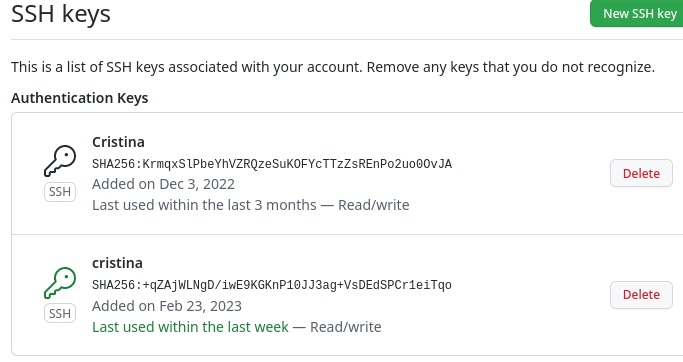 SSH keys
New SSH key
This is a list of SSH keys associated with your account. Remove any keys that you do not recognize.
Authentication Keys
Cristina
SHA256:KrmqxSlPbeYhVZRQzeSuKOFYcTTzZsREnPo2uo0OvJA
Added on Dec 3, 2022
Last used within the last 3 months — Read/write
SSH
Delete
cristina
SHA256:+qZAjWLNgD/iwE9KGKnP10JJ3ag+VsDEdSPCr1eiTqo
Added on Feb 23, 2023
Last used within the last week — Read/write
SSH
Delete